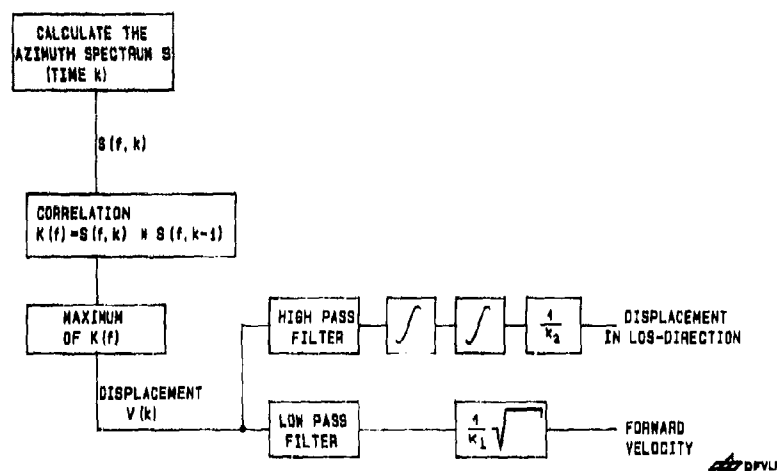 CALCULATE THE
AZIMUTH SPECTRUM S
(TIME k)
S(f,k)
CORRELATION
K(f)=S(f,k) * S(f,k-1)
MAXIMUM
OF K(f)
DISPLACEMENT
V(k)
HIGH PASS
FILTER
∫
∫
1
k₂
DISPLACEMENT
IN LOS-DIRECTION
LOW PASS
FILTER
1
K₁ √
FORWARD
VELOCITY